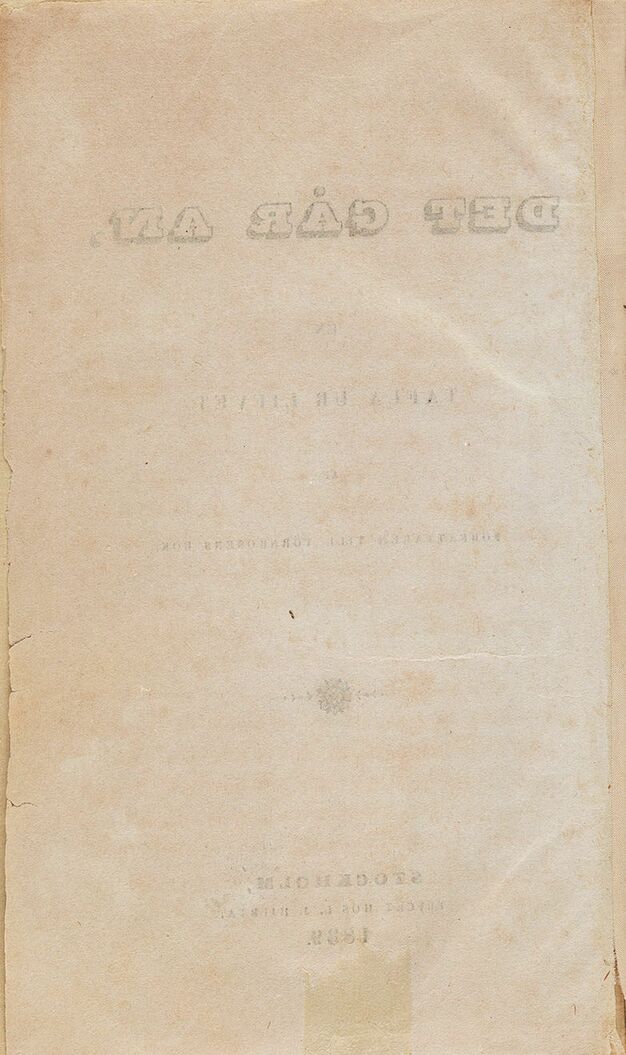 DET GÅR AN,
EN
TAFLA UR LIFVET
AF
FÖRFATTAREN TILL TÖRNROSENS BOK
STOCKHOLM,
TRYCKT HOS L. J. HJERTA,
1839.